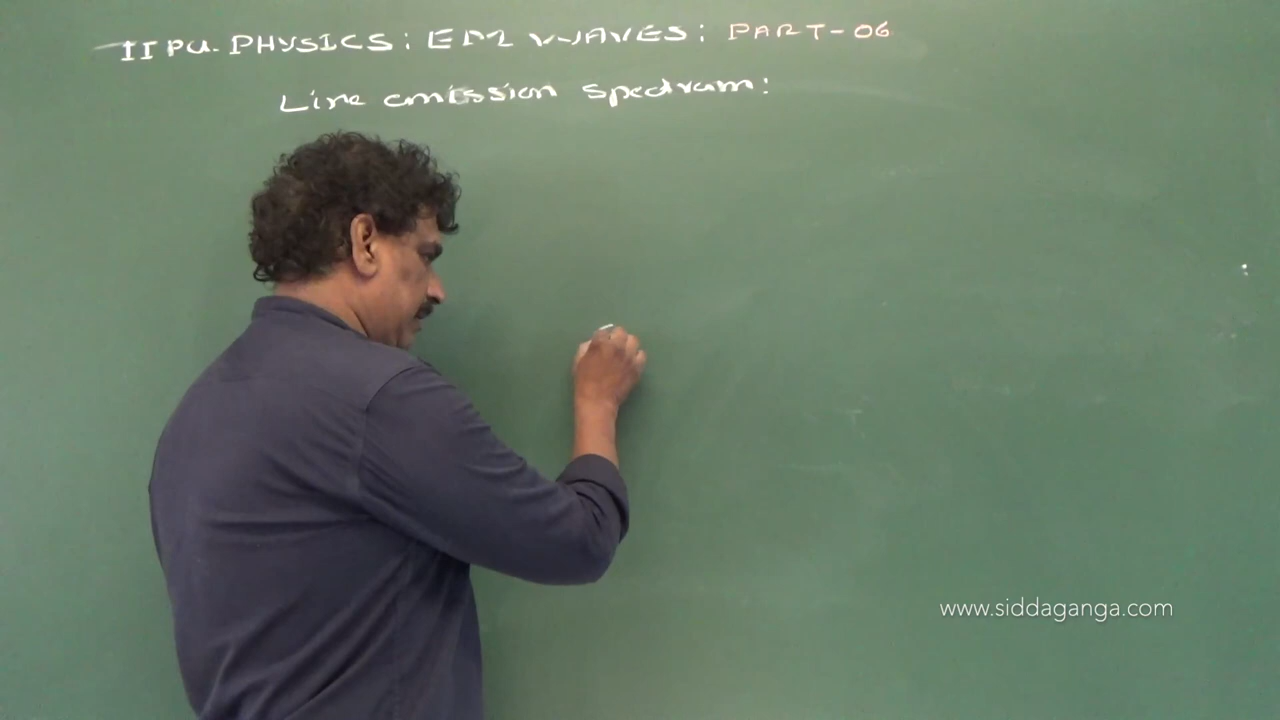 II PU. PHYSICS: EM WAVES: PART-06
Line emission spectrum:
www.siddaganga.com